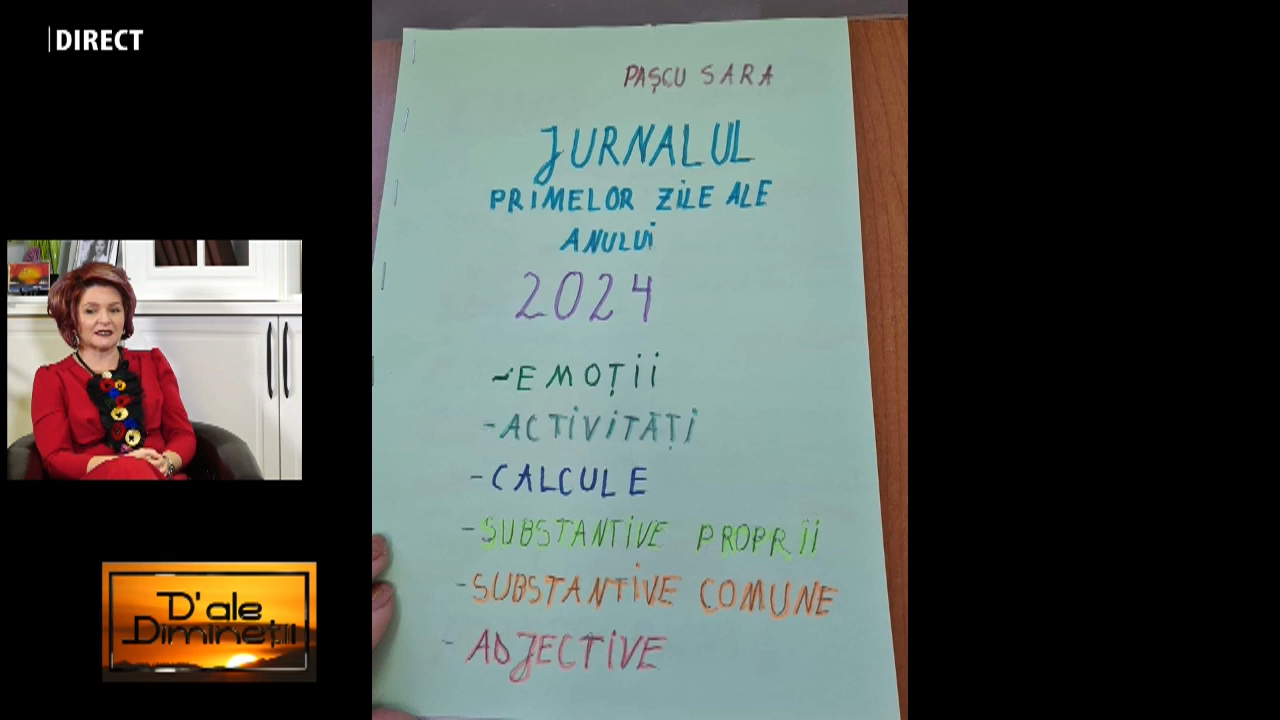 DIRECT
PAȘCU SARA
JURNALUL
PRIMELOR ZILE ALE
ANULUI
2024
-EMOȚII
-ACTIVITĂȚI
-CALCULE
-SUBSTANTIVE PROPRII
-SUBSTANTIVE COMUNE
-ADJECTIVE
D'ale
Dimineții